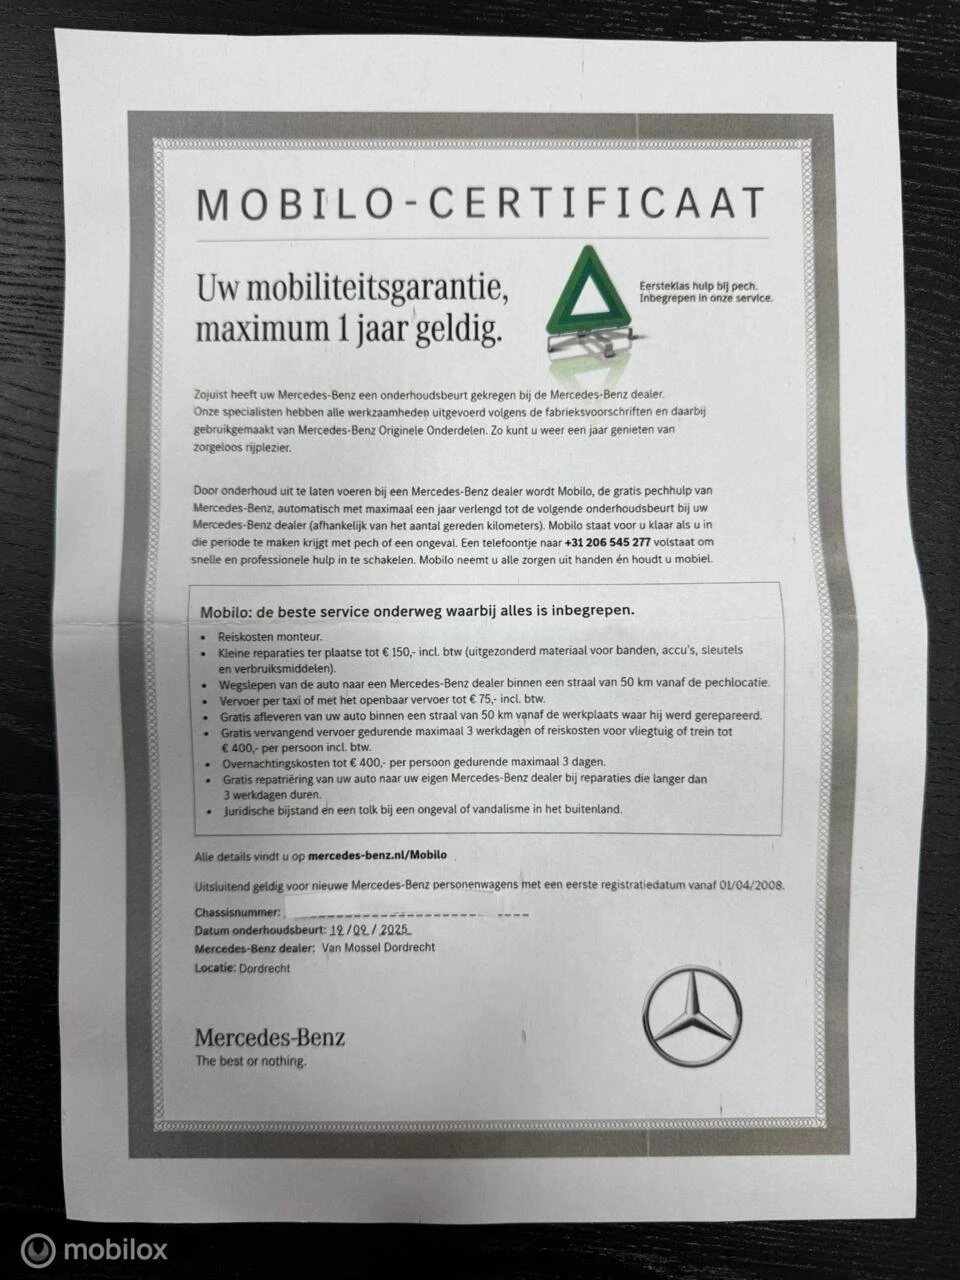 MOBILO-CERTIFICAAT
Uw mobiliteitsgarantie,
maximum 1 jaar geldig.
Eersteklas hulp bij pech.
Inbegrepen in onze service.
Zojuist heeft uw Mercedes-Benz een onderhoudsbeurt gekregen bij de Mercedes-Benz dealer.
Onze specialisten hebben alle werkzaamheden uitgevoerd volgens de fabrieksvoorschriften en daarbij
gebruikgemaakt van Mercedes-Benz Originele Onderdelen. Zo kunt u weer een jaar genieten van
zorgeloos rijplezier.
Door onderhoud uit te laten voeren bij een Mercedes-Benz dealer wordt Mobilo, de gratis pechhulp van
Mercedes-Benz, automatisch met maximaal een jaar verlengd tot de volgende onderhoudsbeurt bij uw
Mercedes-Benz dealer (afhankelijk van het aantal gereden kilometers). Mobilo staat voor u klaar als u in
die periode te maken krijgt met pech of een ongeval. Een telefoontje naar +31 206 545 277 volstaat om
snelle en professionele hulp in te schakelen. Mobilo neemt u alle zorgen uit handen én houdt u mobiel.
Mobilo: de beste service onderweg waarbij alles is inbegrepen.
• Reiskosten monteur.
• Kleine reparaties ter plaatse tot € 150,- incl. btw (uitgezonderd materiaal voor banden, accu's, sleutels
en verbruiksmiddelen).
• Wegslepen van de auto naar een Mercedes-Benz dealer binnen een straal van 50 km vanaf de pechlocatie.
• Vervoer per taxi of met het openbaar vervoer tot € 75,- incl. btw.
• Gratis afleveren van uw auto binnen een straal van 50 km vanaf de werkplaats waar hij werd gerepareerd.
• Gratis vervangend vervoer gedurende maximaal 3 werkdagen of reiskosten voor vliegtuig of trein tot
€ 400,- per persoon incl. btw.
• Overnachtingskosten tot € 400,- per persoon gedurende maximaal 3 dagen.
• Gratis repatriëring van uw auto naar uw eigen Mercedes-Benz dealer bij reparaties die langer dan
3 werkdagen duren.
• Juridische bijstand en een tolk bij een ongeval of vandalisme in het buitenland.
Alle details vindt u op mercedes-benz.nl/Mobilo
Uitsluitend geldig voor nieuwe Mercedes-Benz personenwagens met een eerste registratiedatum vanaf 01/04/2008.
Chassisnummer:
Datum onderhoudsbeurt: 19/09/2025
Mercedes-Benz dealer: Van Mossel Dordrecht
Locatie: Dordrecht
Mercedes-Benz
The best or nothing.
mobilox